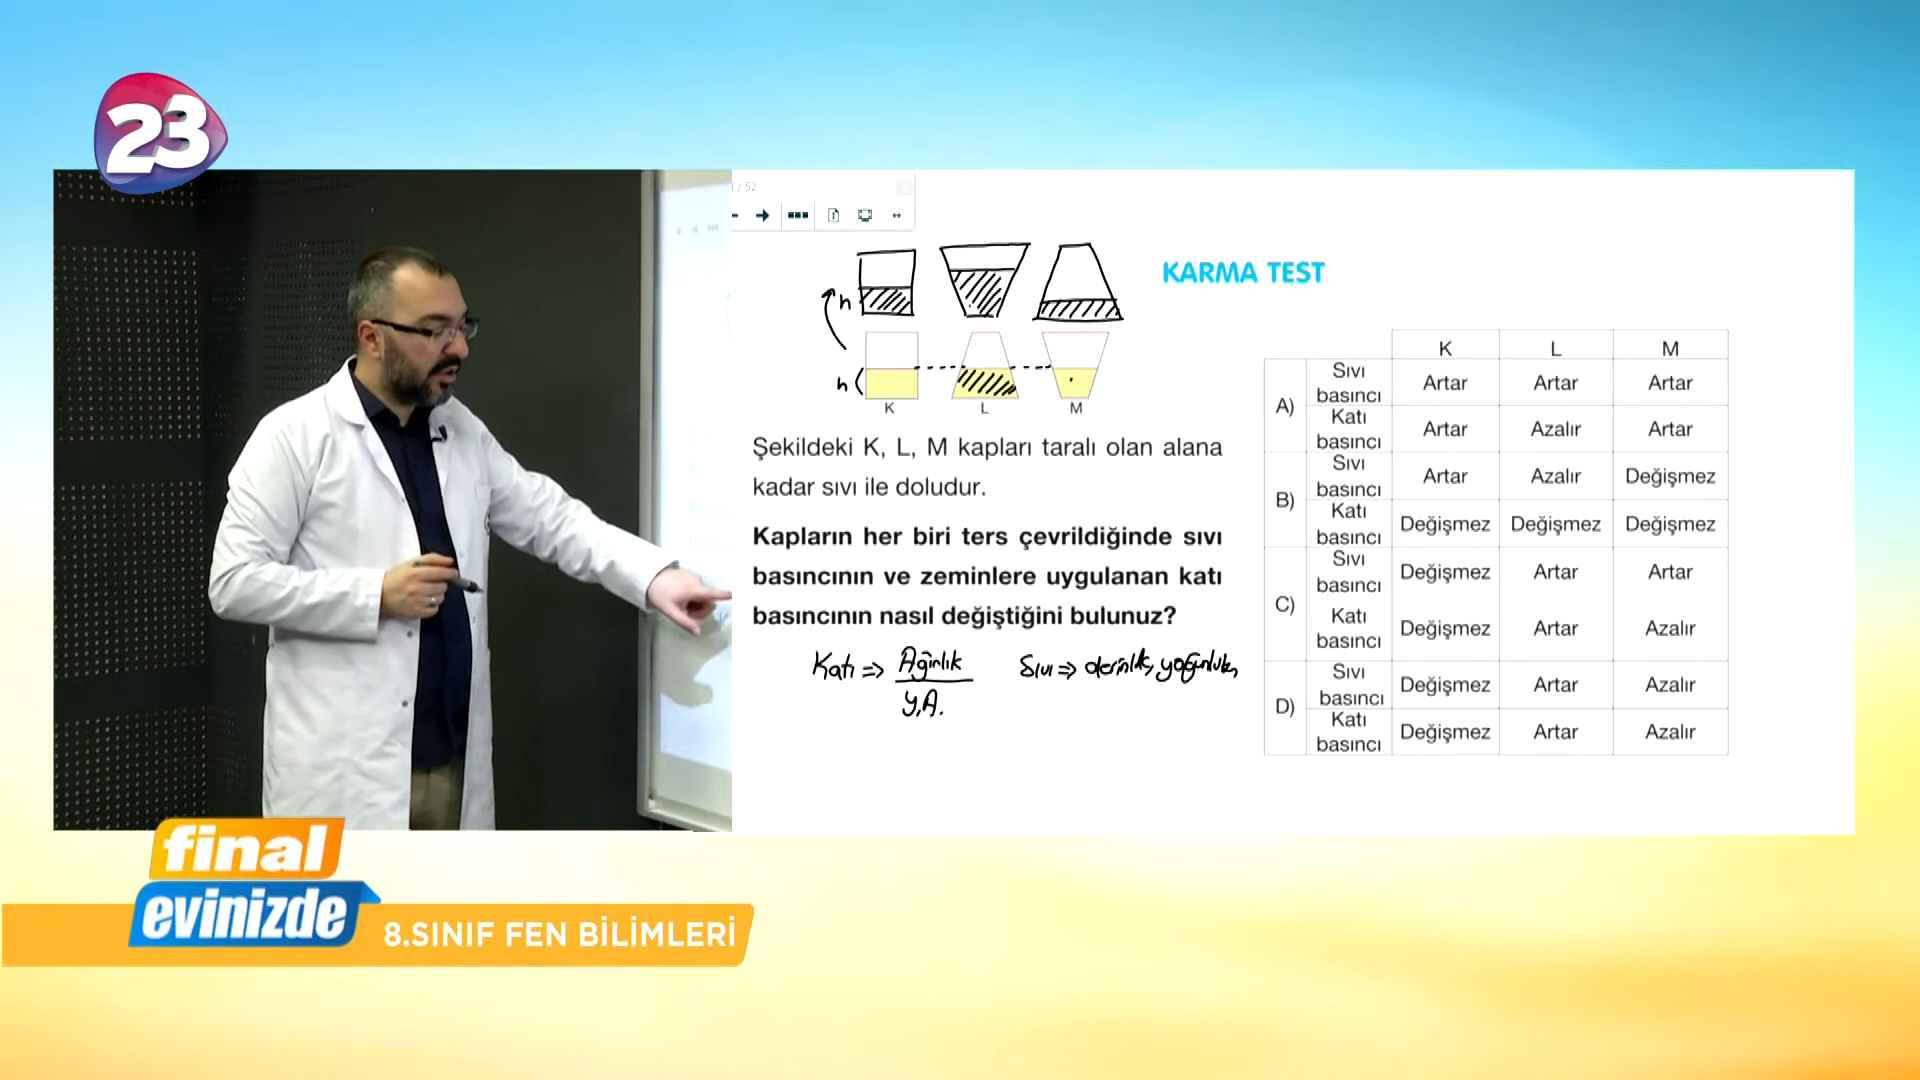 23
/ 52
KARMA TEST
h
h
K L M
Şekildeki K, L, M kapları taralı olan alana
kadar sıvı ile doludur.
Kapların her biri ters çevrildiğinde sıvı
basıncının ve zeminlere uygulanan katı
basıncının nasıl değiştiğini bulunuz?
Katı => Ağırlık
Y.A.
Sıvı => derinlik, yoğunluk,
K L M
A) Sıvı basıncı Artar Artar Artar
Katı basıncı Artar Azalır Artar
B) Sıvı basıncı Artar Azalır Değişmez
Katı basıncı Değişmez Değişmez Değişmez
C) Sıvı basıncı Değişmez Artar Artar
Katı basıncı Değişmez Artar Azalır
D) Sıvı basıncı Değişmez Artar Azalır
Katı basıncı Değişmez Artar Azalır
final
evinizde
8.SINIF FEN BİLİMLERİ